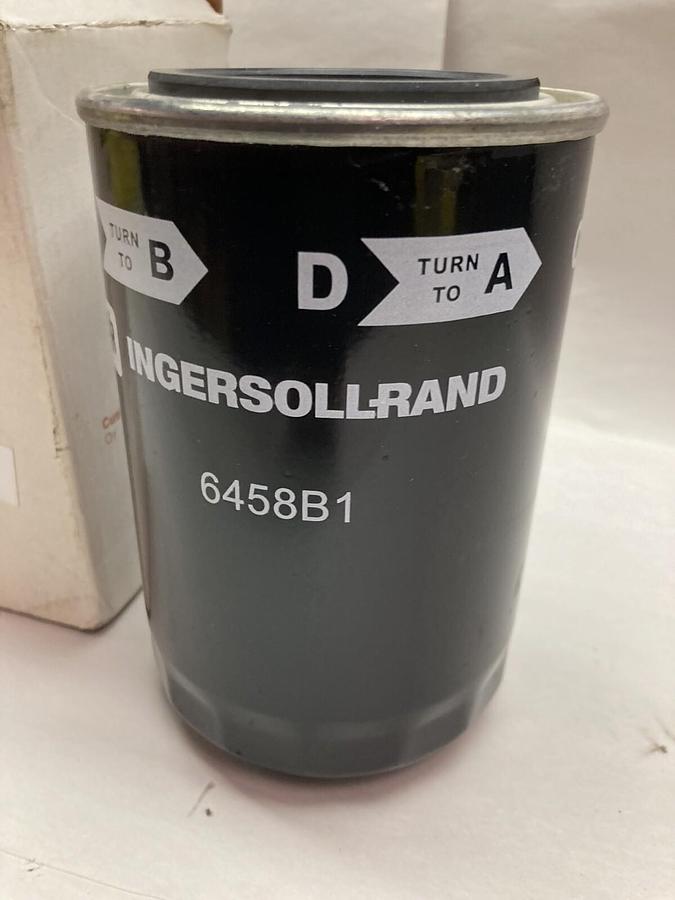 TURN
TO B
D TURN
TO A
INGERSOLL-RAND
6458B1